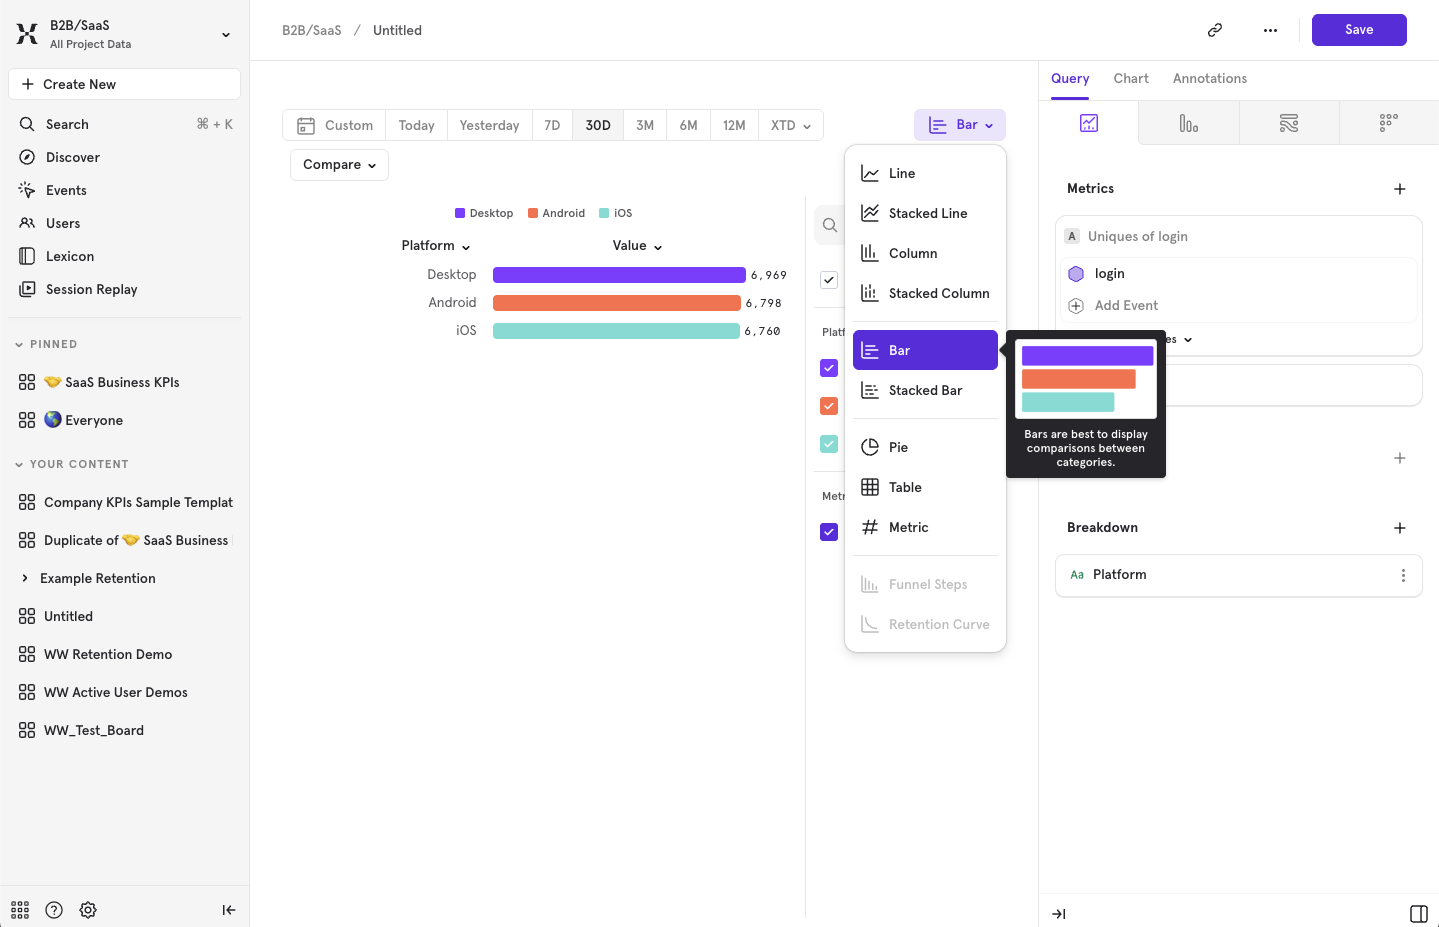 B2B/SaaS
All Project Data
Create New
Search ⌘ + K
Discover
Events
Users
Lexicon
Session Replay
PINNED
🤝 SaaS Business KPIs
🌎 Everyone
YOUR CONTENT
Company KPIs Sample Templat
Duplicate of 🤝 SaaS Business
Example Retention
Untitled
WW Retention Demo
WW Active User Demos
WW_Test_Board
B2B/SaaS / Untitled
Save
Custom Today Yesterday 7D 30D 3M 6M 12M XTD
Bar
Compare
Desktop Android iOS
Platform Value
Desktop 6,969
Android 6,798
iOS 6,760
Platf
Metr
Line
Stacked Line
Column
Stacked Column
Bar
Stacked Bar
Pie
Table
Metric
Funnel Steps
Retention Curve
Bars are best to display
comparisons between
categories.
Query Chart Annotations
Metrics
A Uniques of login
login
Add Event
es
Breakdown
Aa Platform